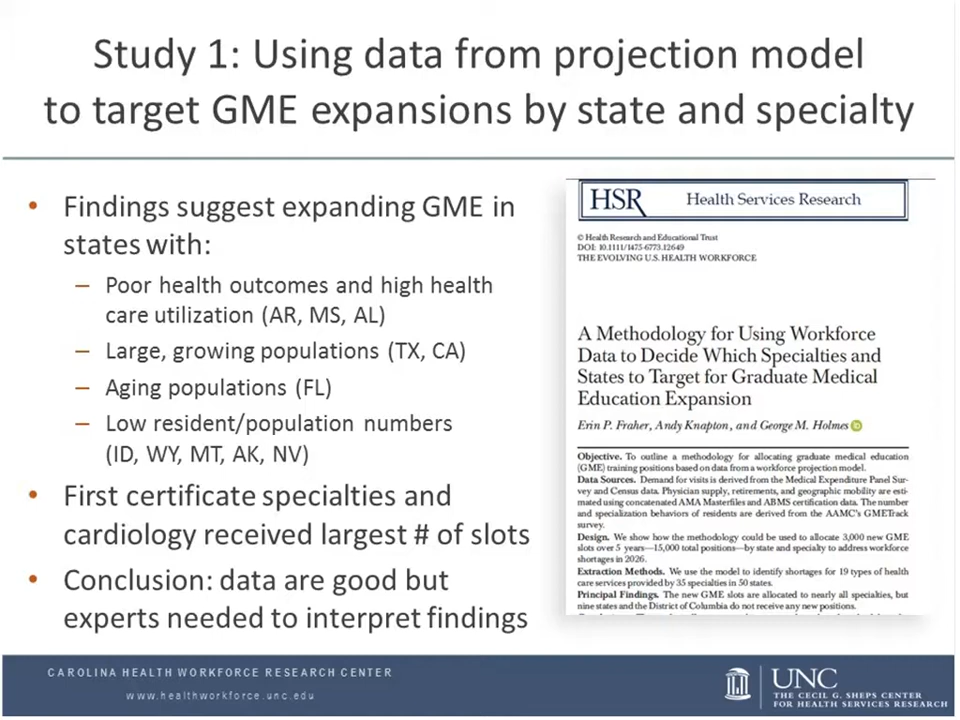 Study 1: Using data from projection model
to target GME expansions by state and specialty
• Findings suggest expanding GME in
states with:
– Poor health outcomes and high health
care utilization (AR, MS, AL)
– Large, growing populations (TX, CA)
– Aging populations (FL)
– Low resident/population numbers
(ID, WY, MT, AK, NV)
• First certificate specialties and
cardiology received largest # of slots
• Conclusion: data are good but
experts needed to interpret findings
HSR Health Services Research
© Health Research and Educational Trust
DOI: 10.1111/1475-6773.12649
THE EVOLVING U.S. HEALTH WORKFORCE
A Methodology for Using Workforce
Data to Decide Which Specialties and
States to Target for Graduate Medical
Education Expansion
Erin P. Fraher, Andy Knapton, and George M. Holmes iD
Objective. To outline a methodology for allocating graduate medical education
(GME) training positions based on data from a workforce projection model.
Data Sources. Demand for visits is derived from the Medical Expenditure Panel Sur-
vey and Census data. Physician supply, retirements, and geographic mobility are esti-
mated using concatenated AMA Masterfiles and ABMS certification data. The number
and specialization behaviors of residents are derived from the AAMC's GMETrack
survey.
Design. We show how the methodology could be used to allocate 3,000 new GME
slots over 5 years—15,000 total positions—by state and specialty to address workforce
shortages in 2026.
Extraction Methods. We use the model to identify shortages for 19 types of health
care services provided by 35 specialties in 50 states.
Principal Findings. The new GME slots are allocated to nearly all specialties, but
nine states and the District of Columbia do not receive any new positions.
CAROLINA HEALTH WORKFORCE RESEARCH CENTER
www.healthworkforce.unc.edu
UNC
THE CECIL G. SHEPS CENTER
FOR HEALTH SERVICES RESEARCH